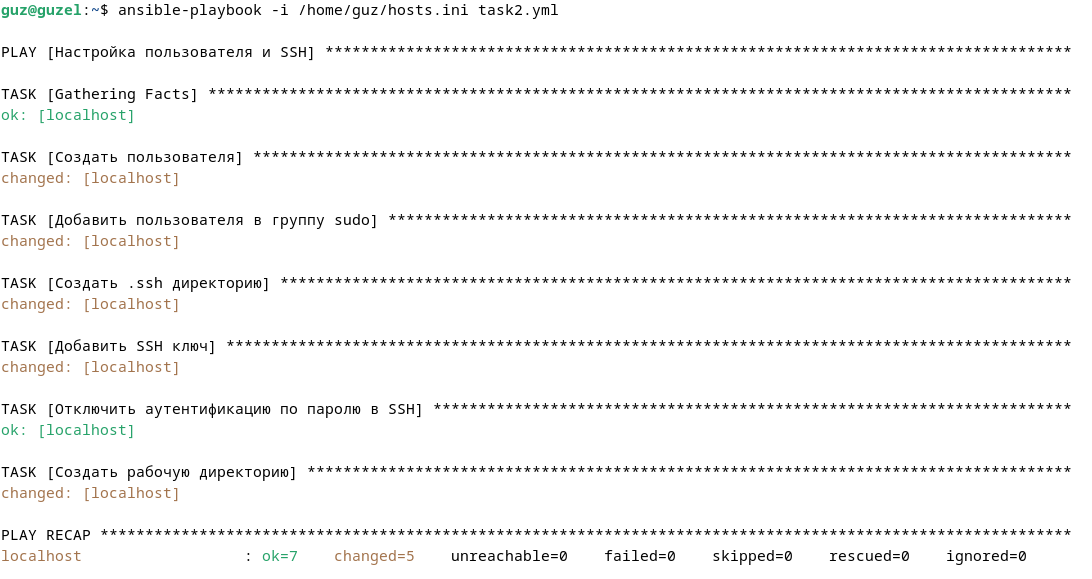 guz@guzel:~$ ansible-playbook -i /home/guz/hosts.ini task2.yml
PLAY [Настройка пользователя и SSH] ***********************************************************************************
TASK [Gathering Facts] ************************************************************************************************
ok: [localhost]
TASK [Создать пользователя] *******************************************************************************************
changed: [localhost]
TASK [Добавить пользователя в группу sudo] ****************************************************************************
changed: [localhost]
TASK [Создать .ssh директорию] ****************************************************************************************
changed: [localhost]
TASK [Добавить SSH ключ] **********************************************************************************************
changed: [localhost]
TASK [Отключить аутентификацию по паролю в SSH] ***********************************************************************
ok: [localhost]
TASK [Создать рабочую директорию] *************************************************************************************
changed: [localhost]
PLAY RECAP ************************************************************************************************************
localhost                  : ok=7    changed=5    unreachable=0    failed=0    skipped=0    rescued=0    ignored=0